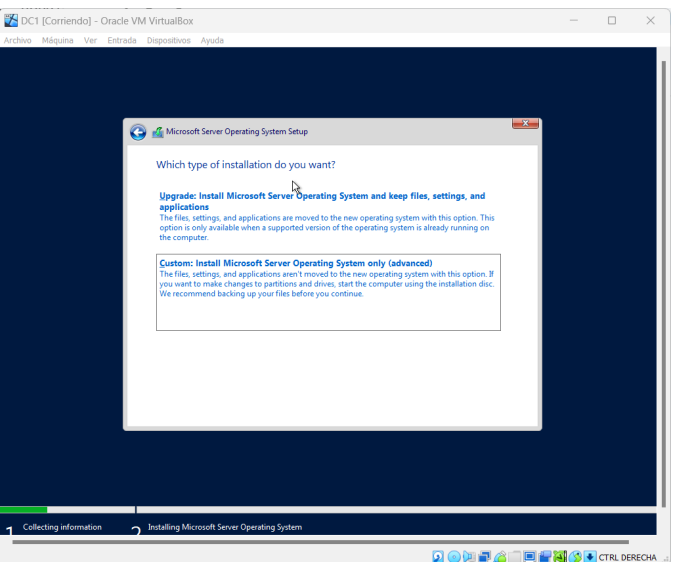 DC1 [Corriendo] - Oracle VM VirtualBox
Archivo Máquina Ver Entrada Dispositivos Ayuda
Microsoft Server Operating System Setup
Which type of installation do you want?
Upgrade: Install Microsoft Server Operating System and keep files, settings, and
applications
The files, settings, and applications are moved to the new operating system with this option. This
option is only available when a supported version of the operating system is already running on
the computer.
Custom: Install Microsoft Server Operating System only (advanced)
The files, settings, and applications aren't moved to the new operating system with this option. If
you want to make changes to partitions and drives, start the computer using the installation disc.
We recommend backing up your files before you continue.
1 Collecting information 2 Installing Microsoft Server Operating System
CTRL DERECHA